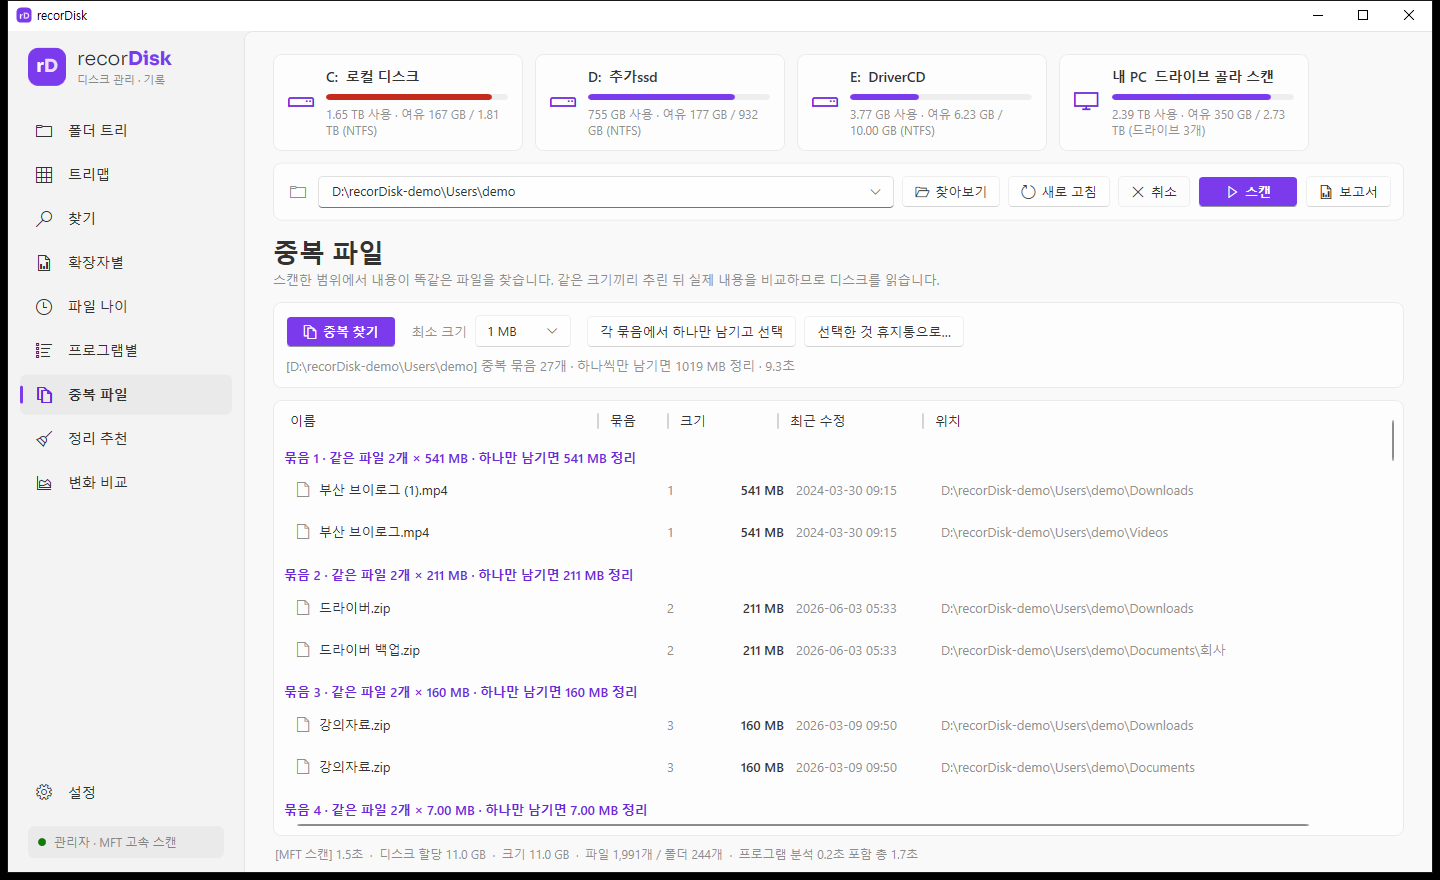 rD recorDisk
rD recorDisk
디스크 관리 · 기록
폴더 트리
트리맵
찾기
확장자별
파일 나이
프로그램별
중복 파일
정리 추천
변화 비교
설정
관리자 · MFT 고속 스캔
C: 로컬 디스크
1.65 TB 사용 · 여유 167 GB / 1.81
TB (NTFS)
D: 추가ssd
755 GB 사용 · 여유 177 GB / 932
GB (NTFS)
E: DriverCD
3.77 GB 사용 · 여유 6.23 GB /
10.00 GB (NTFS)
내 PC 드라이브 골라 스캔
2.39 TB 사용 · 여유 350 GB / 2.73
TB (드라이브 3개)
D:\recorDisk-demo\Users\demo 찾아보기 새로 고침 취소 스캔 보고서
중복 파일
스캔한 범위에서 내용이 똑같은 파일을 찾습니다. 같은 크기끼리 추린 뒤 실제 내용을 비교하므로 디스크를 읽습니다.
중복 찾기 최소 크기 1 MB 각 묶음에서 하나만 남기고 선택 선택한 것 휴지통으로...
[D:\recorDisk-demo\Users\demo] 중복 묶음 27개 · 하나씩만 남기면 1019 MB 정리 · 9.3초
이름 묶음 크기 최근 수정 위치
묶음 1 · 같은 파일 2개 × 541 MB · 하나만 남기면 541 MB 정리
부산 브이로그 (1).mp4 1 541 MB 2024-03-30 09:15 D:\recorDisk-demo\Users\demo\Downloads
부산 브이로그.mp4 1 541 MB 2024-03-30 09:15 D:\recorDisk-demo\Users\demo\Videos
묶음 2 · 같은 파일 2개 × 211 MB · 하나만 남기면 211 MB 정리
드라이버.zip 2 211 MB 2026-06-03 05:33 D:\recorDisk-demo\Users\demo\Downloads
드라이버 백업.zip 2 211 MB 2026-06-03 05:33 D:\recorDisk-demo\Users\demo\Documents\회사
묶음 3 · 같은 파일 2개 × 160 MB · 하나만 남기면 160 MB 정리
강의자료.zip 3 160 MB 2026-03-09 09:50 D:\recorDisk-demo\Users\demo\Downloads
강의자료.zip 3 160 MB 2026-03-09 09:50 D:\recorDisk-demo\Users\demo\Documents
묶음 4 · 같은 파일 2개 × 7.00 MB · 하나만 남기면 7.00 MB 정리
[MFT 스캔] 1.5초 · 디스크 할당 11.0 GB · 크기 11.0 GB · 파일 1,991개 / 폴더 244개 · 프로그램 분석 0.2초 포함 총 1.7초